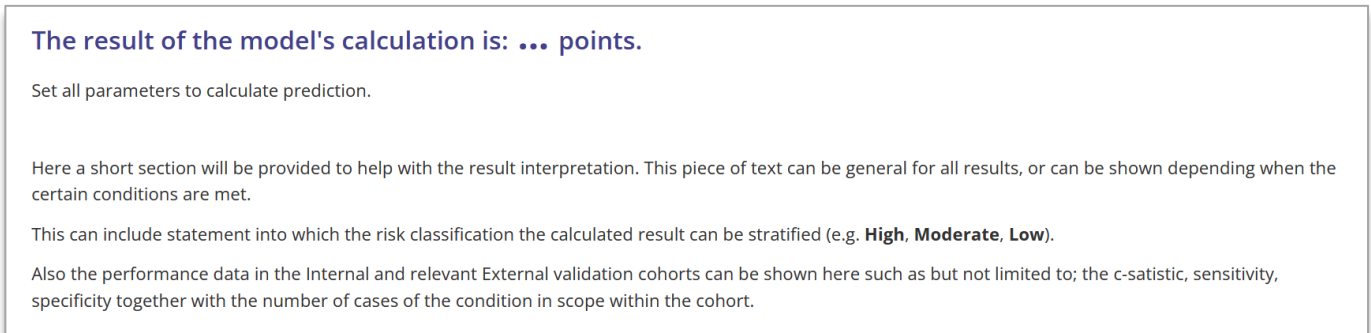 The result of the model's calculation is: ... points.
Set all parameters to calculate prediction.
Here a short section will be provided to help with the result interpretation. This piece of text can be general for all results, or can be shown depending when the
certain conditions are met.
This can include statement into which the risk classification the calculated result can be stratified (e.g. High, Moderate, Low).
Also the performance data in the Internal and relevant External validation cohorts can be shown here such as but not limited to; the c-satistic, sensitivity,
specificity together with the number of cases of the condition in scope within the cohort.